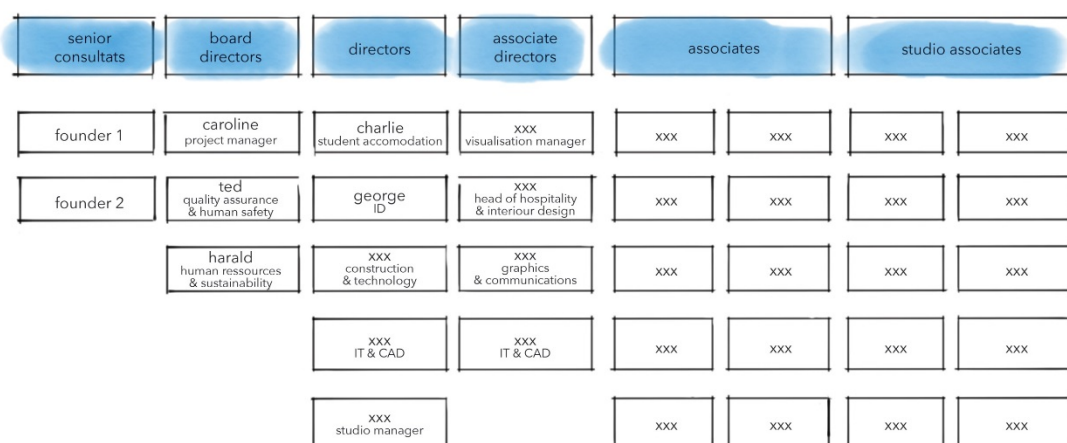 senior
consultats
board
directors
directors
associate
directors
associates
studio associates
founder 1
caroline
project manager
charlie
student accomodation
xxx
visualisation manager
xxx
xxx
xxx
xxx
founder 2
ted
quality assurance
& human safety
george
ID
xxx
head of hospitality
& interiour design
xxx
xxx
xxx
xxx
harald
human ressources
& sustainability
xxx
construction
& technology
xxx
graphics
& communications
xxx
xxx
xxx
xxx
xxx
IT & CAD
xxx
IT & CAD
xxx
xxx
xxx
xxx
xxx
studio manager
xxx
xxx
xxx
xxx